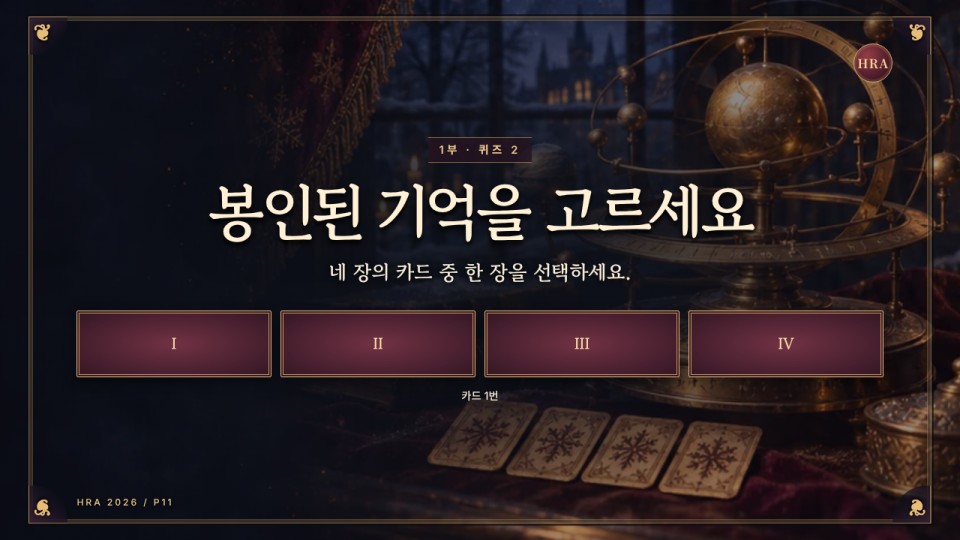 HRA
1부 · 퀴즈 2
봉인된 기억을 고르세요
네 장의 카드 중 한 장을 선택하세요.
I II III IV
카드 1번
HRA 2026 / P11